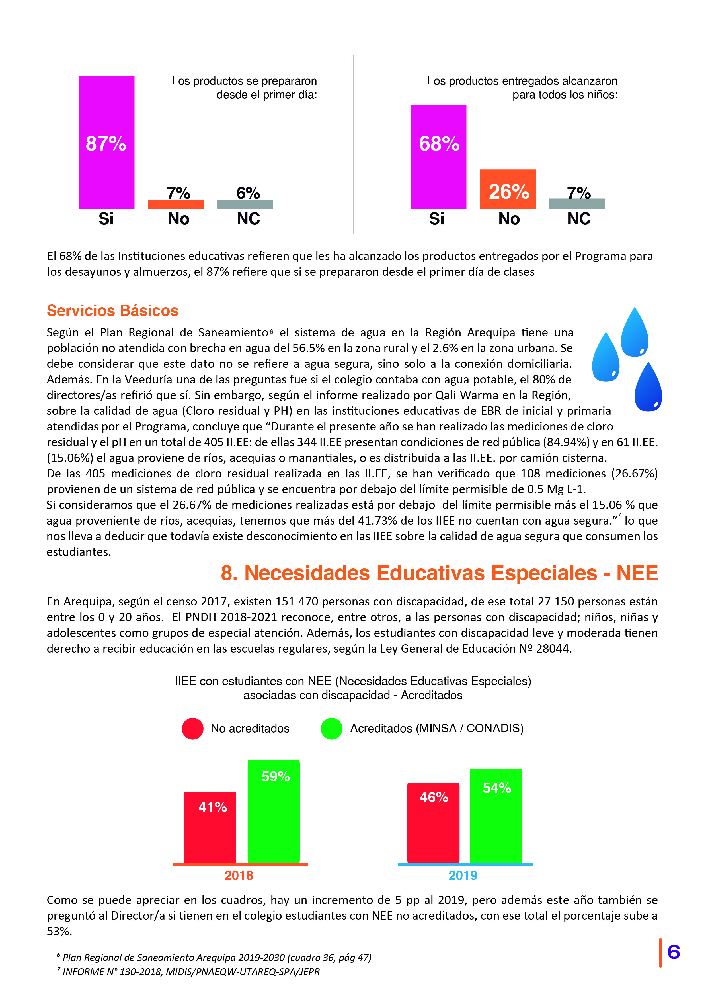 Los productos se prepararon
desde el primer día:
87%
7%
6%
Si
No
NC
Los productos entregados alcanzaron
para todos los niños:
68%
26%
7%
Si
No
NC
El 68% de las Instituciones educativas refieren que les ha alcanzado los productos entregados por el Programa para
los desayunos y almuerzos, el 87% refiere que si se prepararon desde el primer día de clases
Servicios Básicos
Según el Plan Regional de Saneamiento⁶ el sistema de agua en la Región Arequipa tiene una
población no atendida con brecha en agua del 56.5% en la zona rural y el 2.6% en la zona urbana. Se
debe considerar que este dato no se refiere a agua segura, sino solo a la conexión domiciliaria.
Además. En la Veeduría una de las preguntas fue si el colegio contaba con agua potable, el 80% de
directores/as refirió que sí. Sin embargo, según el informe realizado por Qali Warma en la Región,
sobre la calidad de agua (Cloro residual y PH) en las instituciones educativas de EBR de inicial y primaria
atendidas por el Programa, concluye que “Durante el presente año se han realizado las mediciones de cloro
residual y el pH en un total de 405 II.EE: de ellas 344 II.EE presentan condiciones de red pública (84.94%) y en 61 II.EE.
(15.06%) el agua proviene de ríos, acequias o manantiales, o es distribuida a las II.EE. por camión cisterna.
De las 405 mediciones de cloro residual realizada en las II.EE, se han verificado que 108 mediciones (26.67%)
provienen de un sistema de red pública y se encuentra por debajo del límite permisible de 0.5 Mg L-1.
Si consideramos que el 26.67% de mediciones realizadas está por debajo del límite permisible más el 15.06 % que
agua proveniente de ríos, acequias, tenemos que más del 41.73% de los IIEE no cuentan con agua segura.”⁷ lo que
nos lleva a deducir que todavía existe desconocimiento en las IIEE sobre la calidad de agua segura que consumen los
estudiantes.
8. Necesidades Educativas Especiales - NEE
En Arequipa, según el censo 2017, existen 151 470 personas con discapacidad, de ese total 27 150 personas están
entre los 0 y 20 años. El PNDH 2018-2021 reconoce, entre otros, a las personas con discapacidad; niños, niñas y
adolescentes como grupos de especial atención. Además, los estudiantes con discapacidad leve y moderada tienen
derecho a recibir educación en las escuelas regulares, según la Ley General de Educación Nº 28044.
IIEE con estudiantes con NEE (Necesidades Educativas Especiales)
asociadas con discapacidad - Acreditados
No acreditados
Acreditados (MINSA / CONADIS)
41%
59%
46%
54%
2018
2019
Como se puede apreciar en los cuadros, hay un incremento de 5 pp al 2019, pero además este año también se
preguntó al Director/a si tienen en el colegio estudiantes con NEE no acreditados, con ese total el porcentaje sube a
53%.
⁶ Plan Regional de Saneamiento Arequipa 2019-2030 (cuadro 36, pág 47)
⁷ INFORME N° 130-2018, MIDIS/PNAEQW-UTAREQ-SPA/JEPR
6